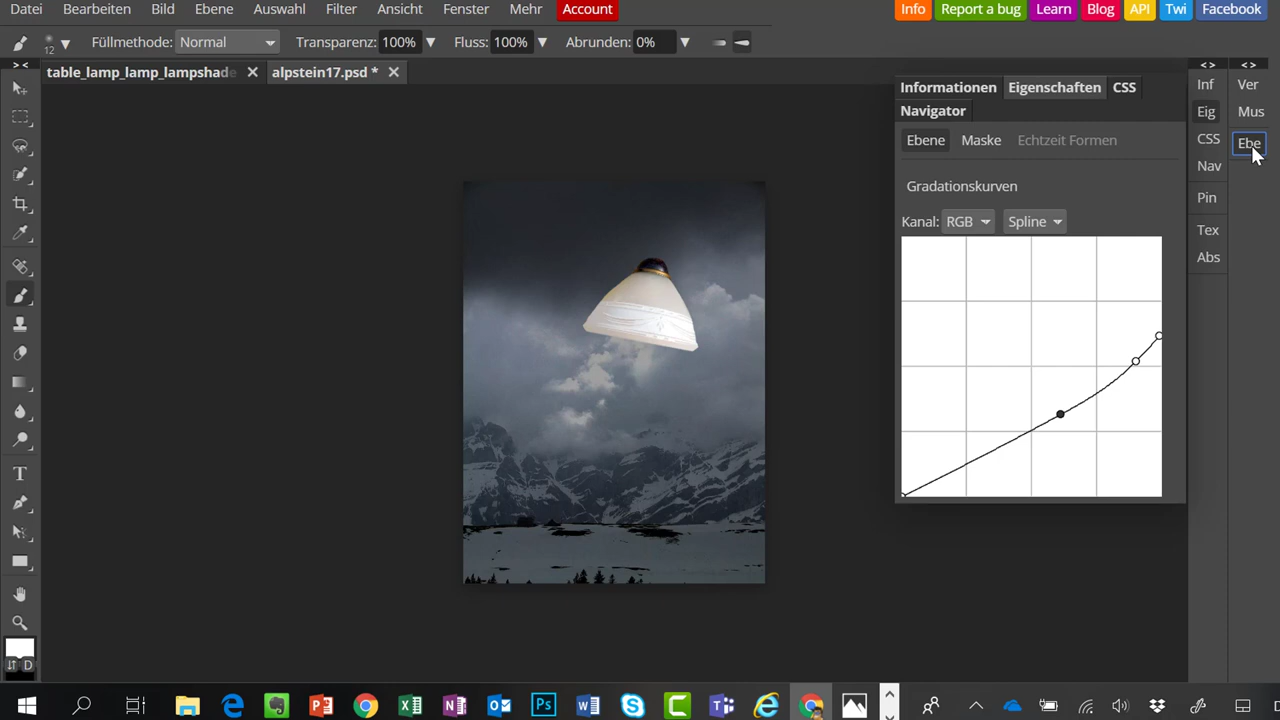 Datei Bearbeiten Bild Ebene Auswahl Filter Ansicht Fenster Mehr Account Info Report a bug Learn Blog API Twi Facebook
12 Füllmethode: Normal Transparenz: 100% Fluss: 100% Abrunden: 0%
table_lamp_lamp_lampshade alpstein17.psd *
Informationen Eigenschaften CSS
Navigator
Ebene Maske Echtzeit Formen
Gradationskurven
Kanal: RGB Spline
Inf
Eig
CSS
Nav
Pin
Tex
Abs
Ver
Mus
Ebe
D